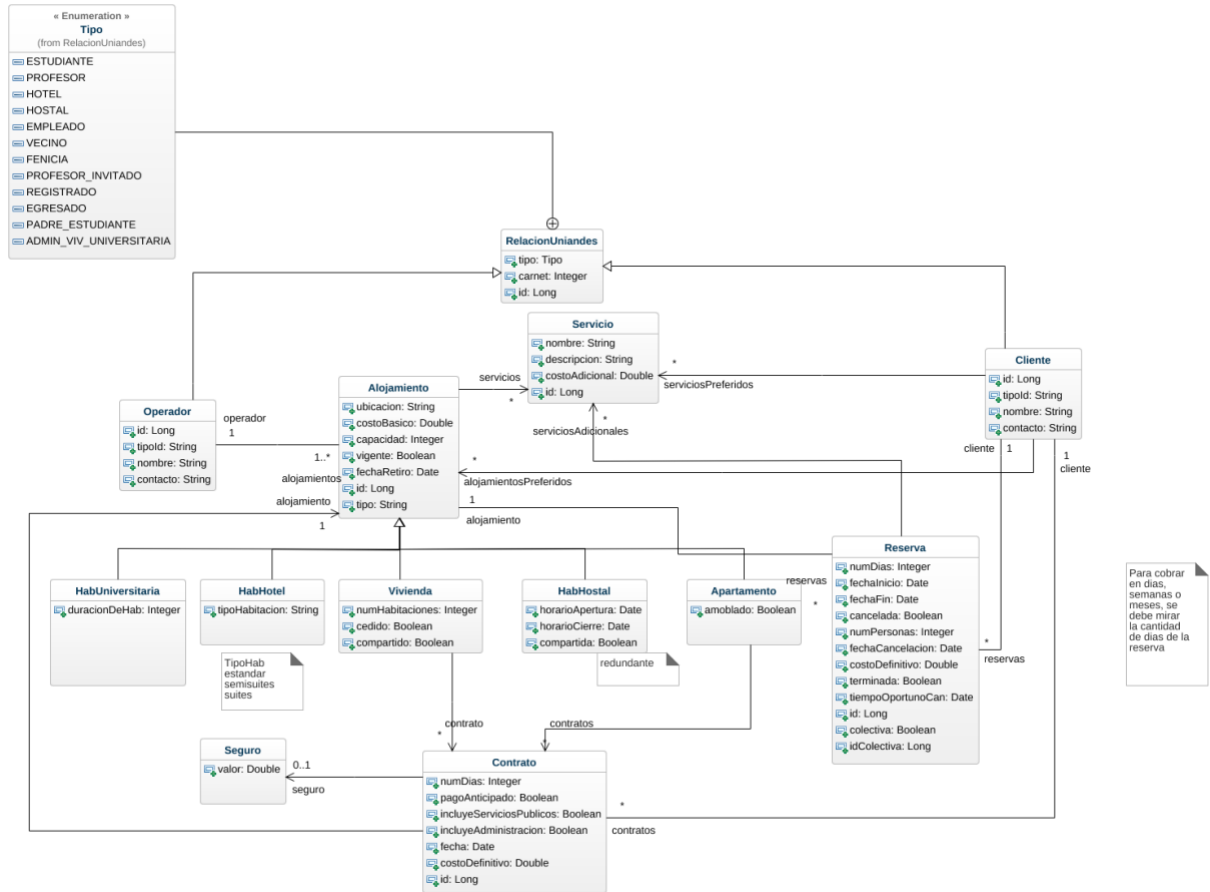 « Enumeration »
Tipo
(from RelacionUniandes)
ESTUDIANTE
PROFESOR
HOTEL
HOSTAL
EMPLEADO
VECINO
FENICIA
PROFESOR_INVITADO
REGISTRADO
EGRESADO
PADRE_ESTUDIANTE
ADMIN_VIV_UNIVERSITARIA
RelacionUniandes
tipo: Tipo
carnet: Integer
id: Long
Servicio
nombre: String
descripcion: String
costoAdicional: Double
id: Long
servicios
*
*
serviciosPreferidos
*
serviciosAdicionales
Cliente
id: Long
tipoId: String
nombre: String
contacto: String
cliente 1
1
cliente
Operador
id: Long
tipoId: String
nombre: String
contacto: String
operador
1
1..*
alojamientos
Alojamiento
ubicacion: String
costoBasico: Double
capacidad: Integer
vigente: Boolean
fechaRetiro: Date
id: Long
tipo: String
*
alojamientosPreferidos
alojamiento
1
1
alojamiento
HabUniversitaria
duracionDeHab: Integer
HabHotel
tipoHabitacion: String
TipoHab
estandar
semisuites
suites
Vivienda
numHabitaciones: Integer
cedido: Boolean
compartido: Boolean
HabHostal
horarioApertura: Date
horarioCierre: Date
compartida: Boolean
redundante
Apartamento
amoblado: Boolean
reservas
*
Reserva
numDias: Integer
fechaInicio: Date
fechaFin: Date
cancelada: Boolean
numPersonas: Integer
fechaCancelacion: Date
costoDefinitivo: Double
terminada: Boolean
tiempoOportunoCan: Date
id: Long
colectiva: Boolean
idColectiva: Long
*
reservas
Para cobrar
en dias,
semanas o
meses, se
debe mirar
la cantidad
de dias de la
reserva
contrato
*
contratos
*
Seguro
valor: Double
0..1
seguro
Contrato
numDias: Integer
pagoAnticipado: Boolean
incluyeServiciosPublicos: Boolean
incluyeAdministracion: Boolean
fecha: Date
costoDefinitivo: Double
id: Long
*
contratos